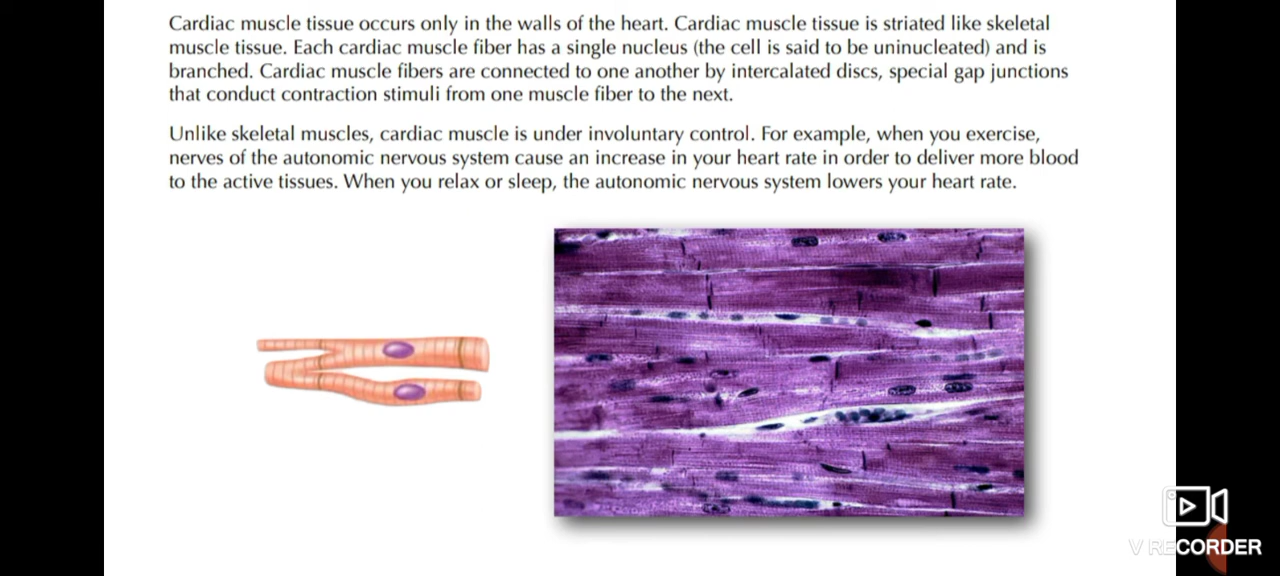 Cardiac muscle tissue occurs only in the walls of the heart. Cardiac muscle tissue is striated like skeletal
muscle tissue. Each cardiac muscle fiber has a single nucleus (the cell is said to be uninucleated) and is
branched. Cardiac muscle fibers are connected to one another by intercalated discs, special gap junctions
that conduct contraction stimuli from one muscle fiber to the next.
Unlike skeletal muscles, cardiac muscle is under involuntary control. For example, when you exercise,
nerves of the autonomic nervous system cause an increase in your heart rate in order to deliver more blood
to the active tissues. When you relax or sleep, the autonomic nervous system lowers your heart rate.
V RECORDER